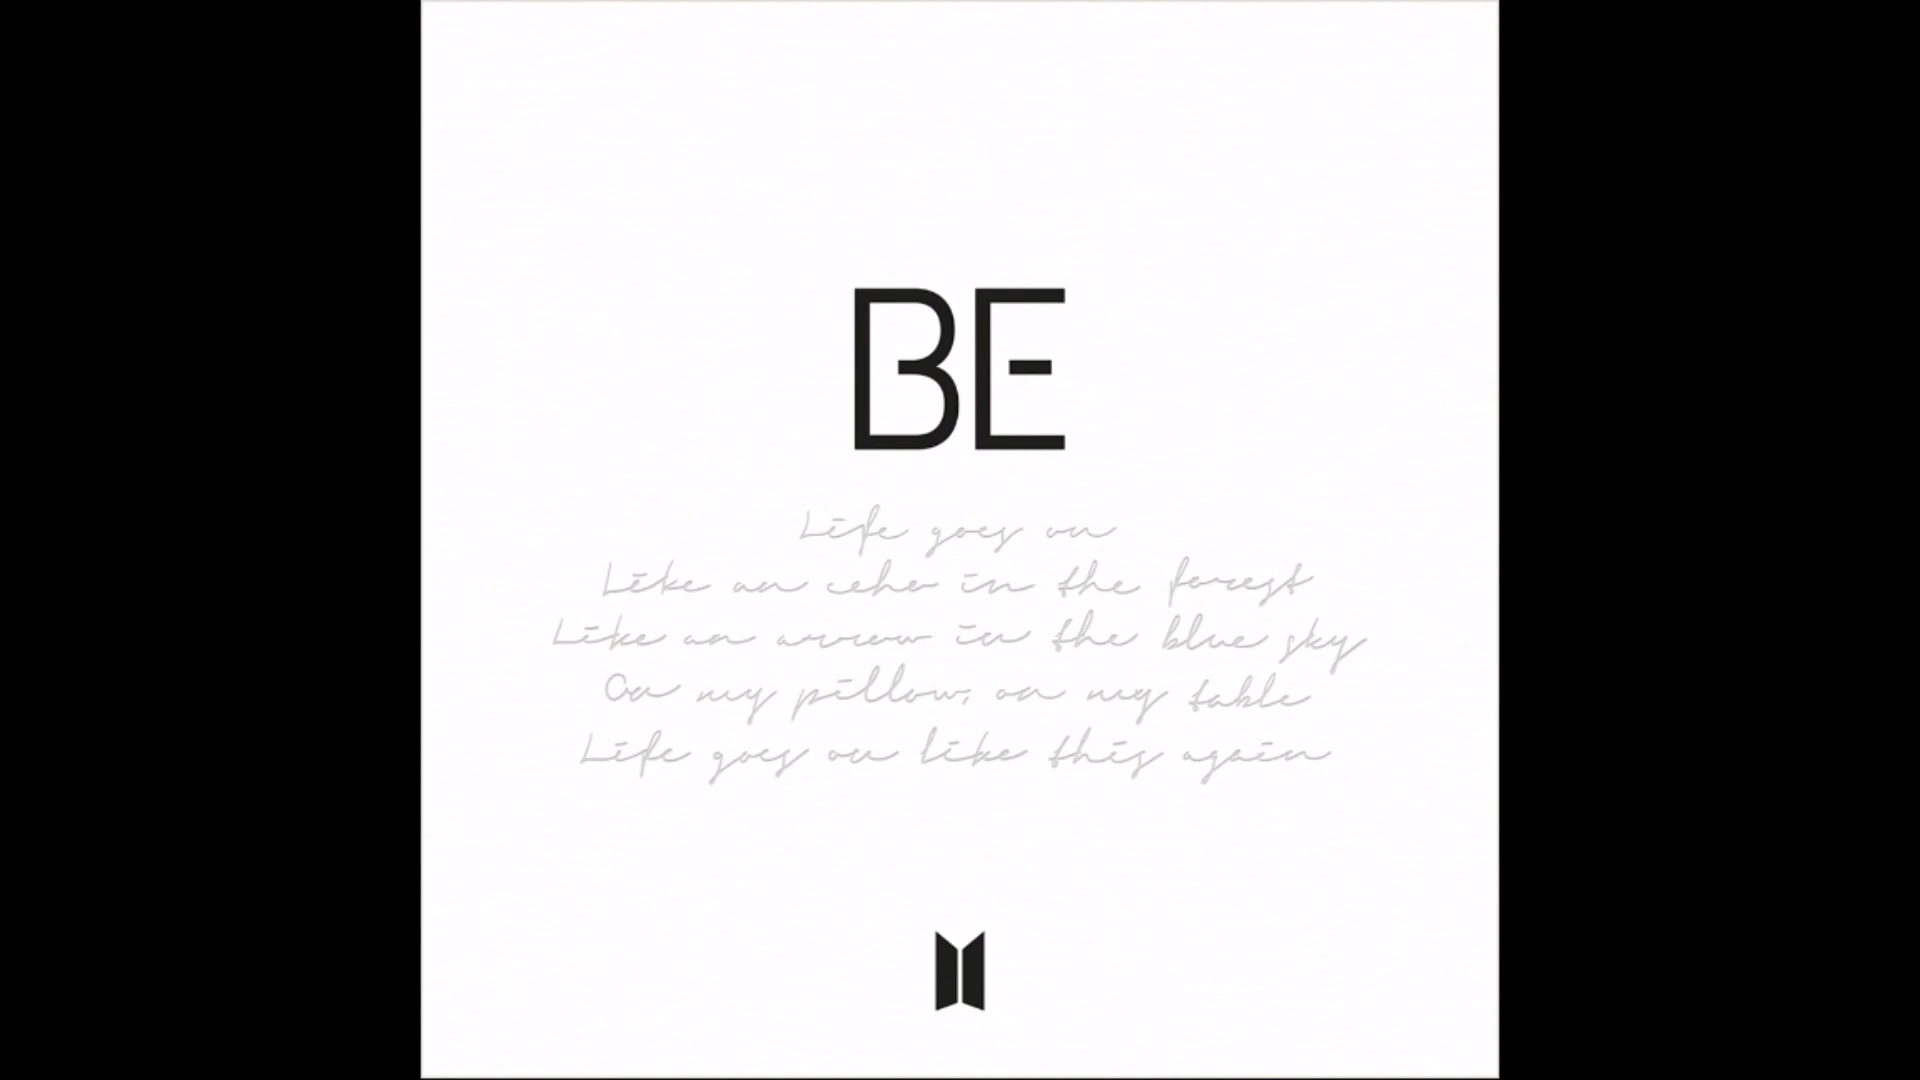 BE
Life goes on
Like an echo in the forest
Like an arrow in the blue sky
On my pillow, on my table
Life goes on like this again